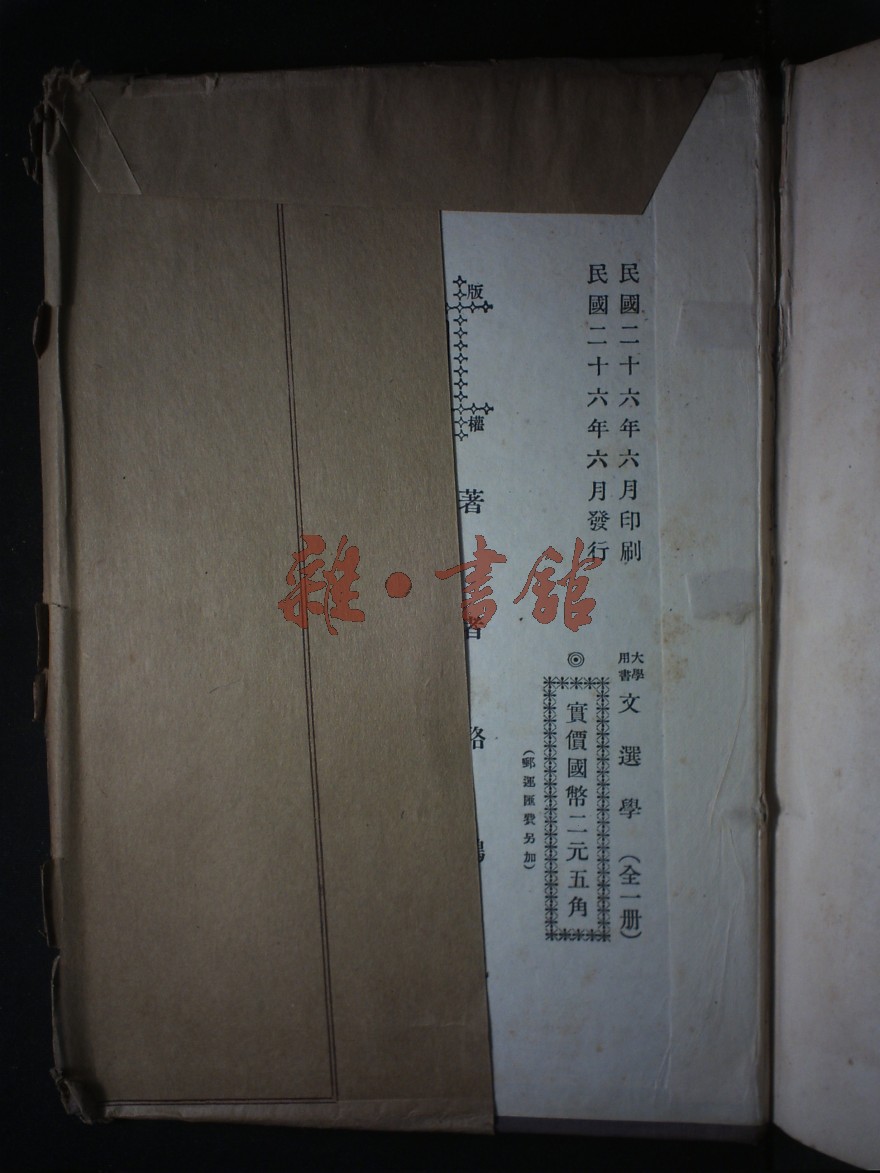 民國二十六年六月印刷
民國二十六年六月發行
大學用書
文選學（全一册）
◎實價國幣二元五角
（郵運匯費另加）
版權
著者
雜·書館